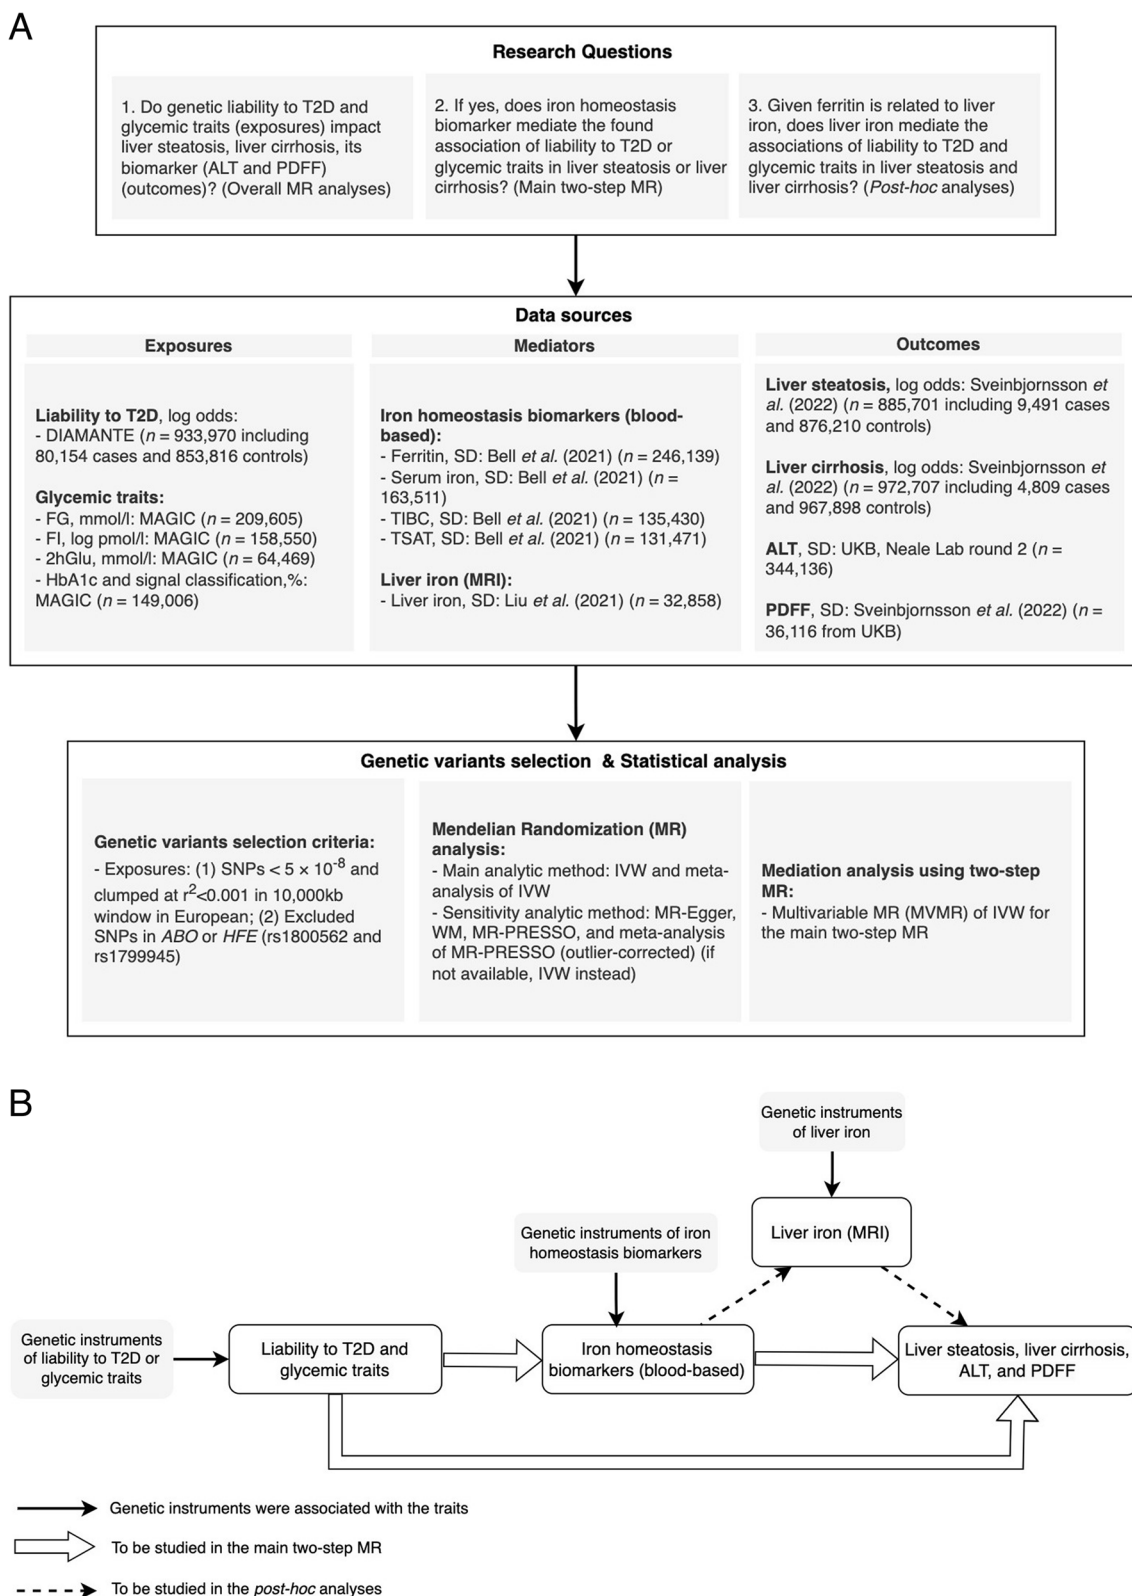 A
Research Questions
1. Do genetic liability to T2D and
glycemic traits (exposures) impact
liver steatosis, liver cirrhosis, its
biomarker (ALT and PDFF)
(outcomes)? (Overall MR analyses)
2. If yes, does iron homeostasis
biomarker mediate the found
association of liability to T2D or
glycemic traits in liver steatosis or liver
cirrhosis? (Main two-step MR)
3. Given ferritin is related to liver
iron, does liver iron mediate the
associations of liability to T2D and
glycemic traits in liver steatosis and
liver cirrhosis? (Post-hoc analyses)
Data sources
Exposures
Liability to T2D, log odds:
- DIAMANTE (n = 933,970 including
80,154 cases and 853,816 controls)
Glycemic traits:
- FG, mmol/l: MAGIC (n = 209,605)
- FI, log pmol/l: MAGIC (n = 158,550)
- 2hGlu, mmol/l: MAGIC (n = 64,469)
- HbA1c and signal classification,%:
MAGIC (n = 149,006)
Mediators
Iron homeostasis biomarkers (blood-
based):
- Ferritin, SD: Bell et al. (2021) (n = 246,139)
- Serum iron, SD: Bell et al. (2021) (n =
163,511)
- TIBC, SD: Bell et al. (2021) (n = 135,430)
- TSAT, SD: Bell et al. (2021) (n = 131,471)
Liver iron (MRI):
- Liver iron, SD: Liu et al. (2021) (n = 32,858)
Outcomes
Liver steatosis, log odds: Sveinbjornsson et
al. (2022) (n = 885,701 including 9,491 cases
and 876,210 controls)
Liver cirrhosis, log odds: Sveinbjornsson et
al. (2022) (n = 972,707 including 4,809 cases
and 967,898 controls)
ALT, SD: UKB, Neale Lab round 2 (n =
344,136)
PDFF, SD: Sveinbjornsson et al. (2022) (n =
36,116 from UKB)
Genetic variants selection & Statistical analysis
Genetic variants selection criteria:
- Exposures: (1) SNPs < 5 × 10-8 and
clumped at r2<0.001 in 10,000kb
window in European; (2) Excluded
SNPs in ABO or HFE (rs1800562 and
rs1799945)
Mendelian Randomization (MR)
analysis:
- Main analytic method: IVW and meta-
analysis of IVW
- Sensitivity analytic method: MR-Egger,
WM, MR-PRESSO, and meta-analysis
of MR-PRESSO (outlier-corrected) (if
not available, IVW instead)
Mediation analysis using two-step
MR:
- Multivariable MR (MVMR) of IVW for
the main two-step MR
B
Genetic instruments
of liver iron
Liver iron (MRI)
Genetic instruments of iron
homeostasis biomarkers
Genetic instruments
of liability to T2D or
glycemic traits
Liability to T2D and
glycemic traits
Iron homeostasis
biomarkers (blood-based)
Liver steatosis, liver cirrhosis,
ALT, and PDFF
Genetic instruments were associated with the traits
To be studied in the main two-step MR
To be studied in the post-hoc analyses